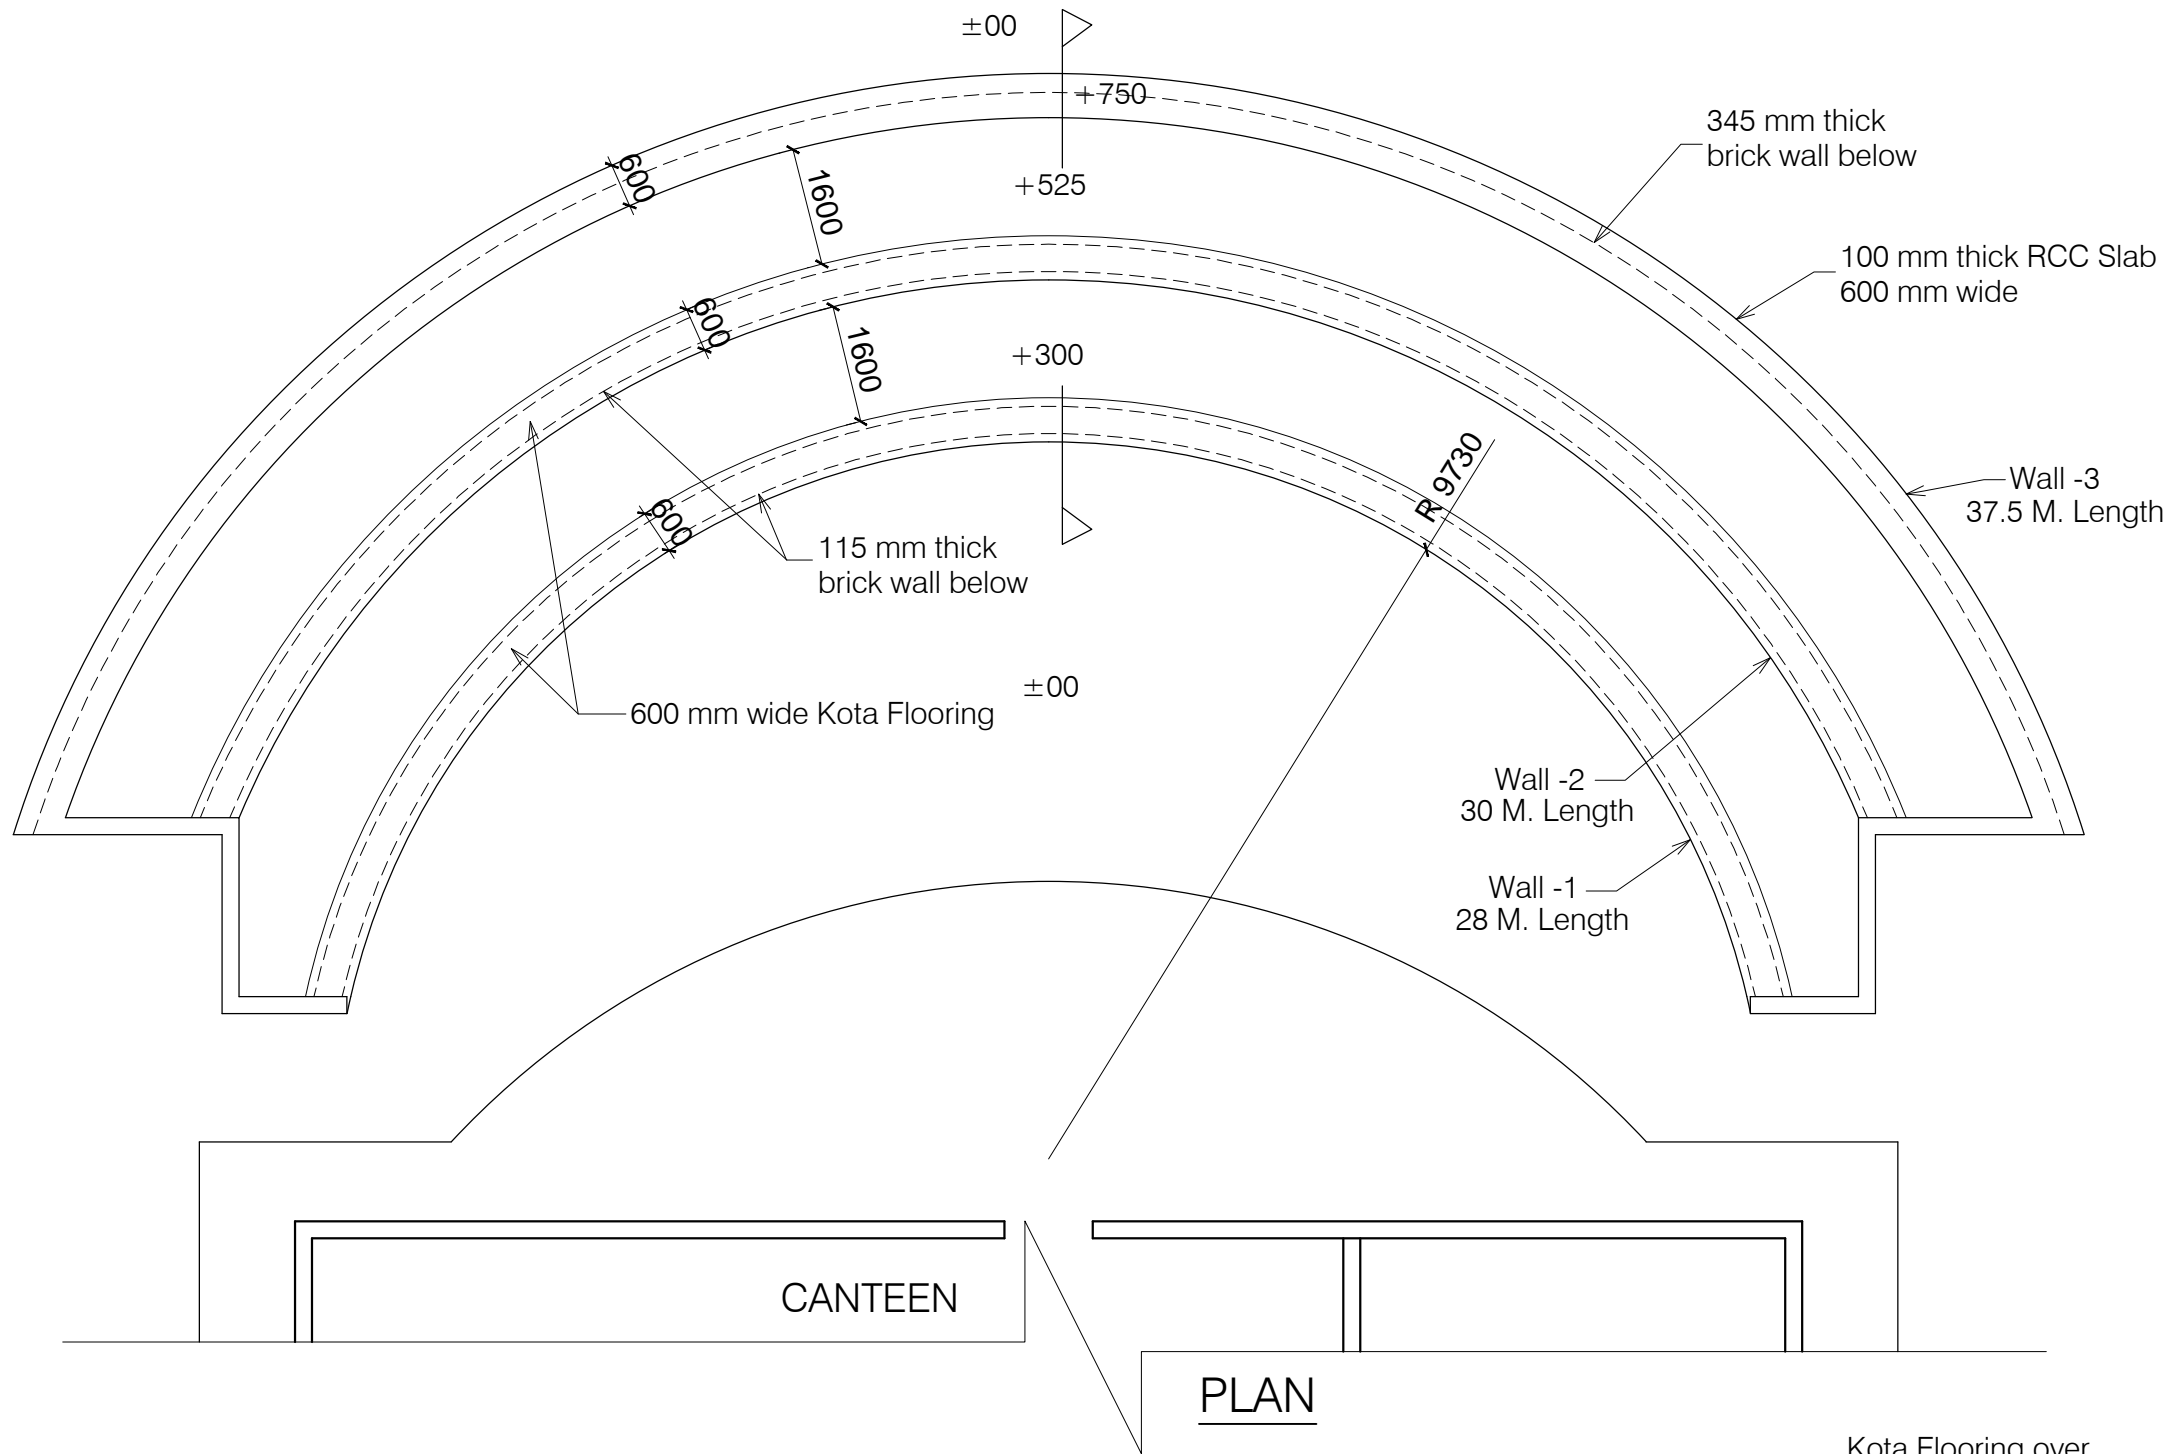 ±00
+750
345 mm thick
brick wall below
600
1600
+525
100 mm thick RCC Slab
600 mm wide
600
1600
+300
R 9730
Wall -3
37.5 M. Length
600
115 mm thick
brick wall below
±00
600 mm wide Kota Flooring
Wall -2
30 M. Length
Wall -1
28 M. Length
CANTEEN
PLAN
Kota Flooring over